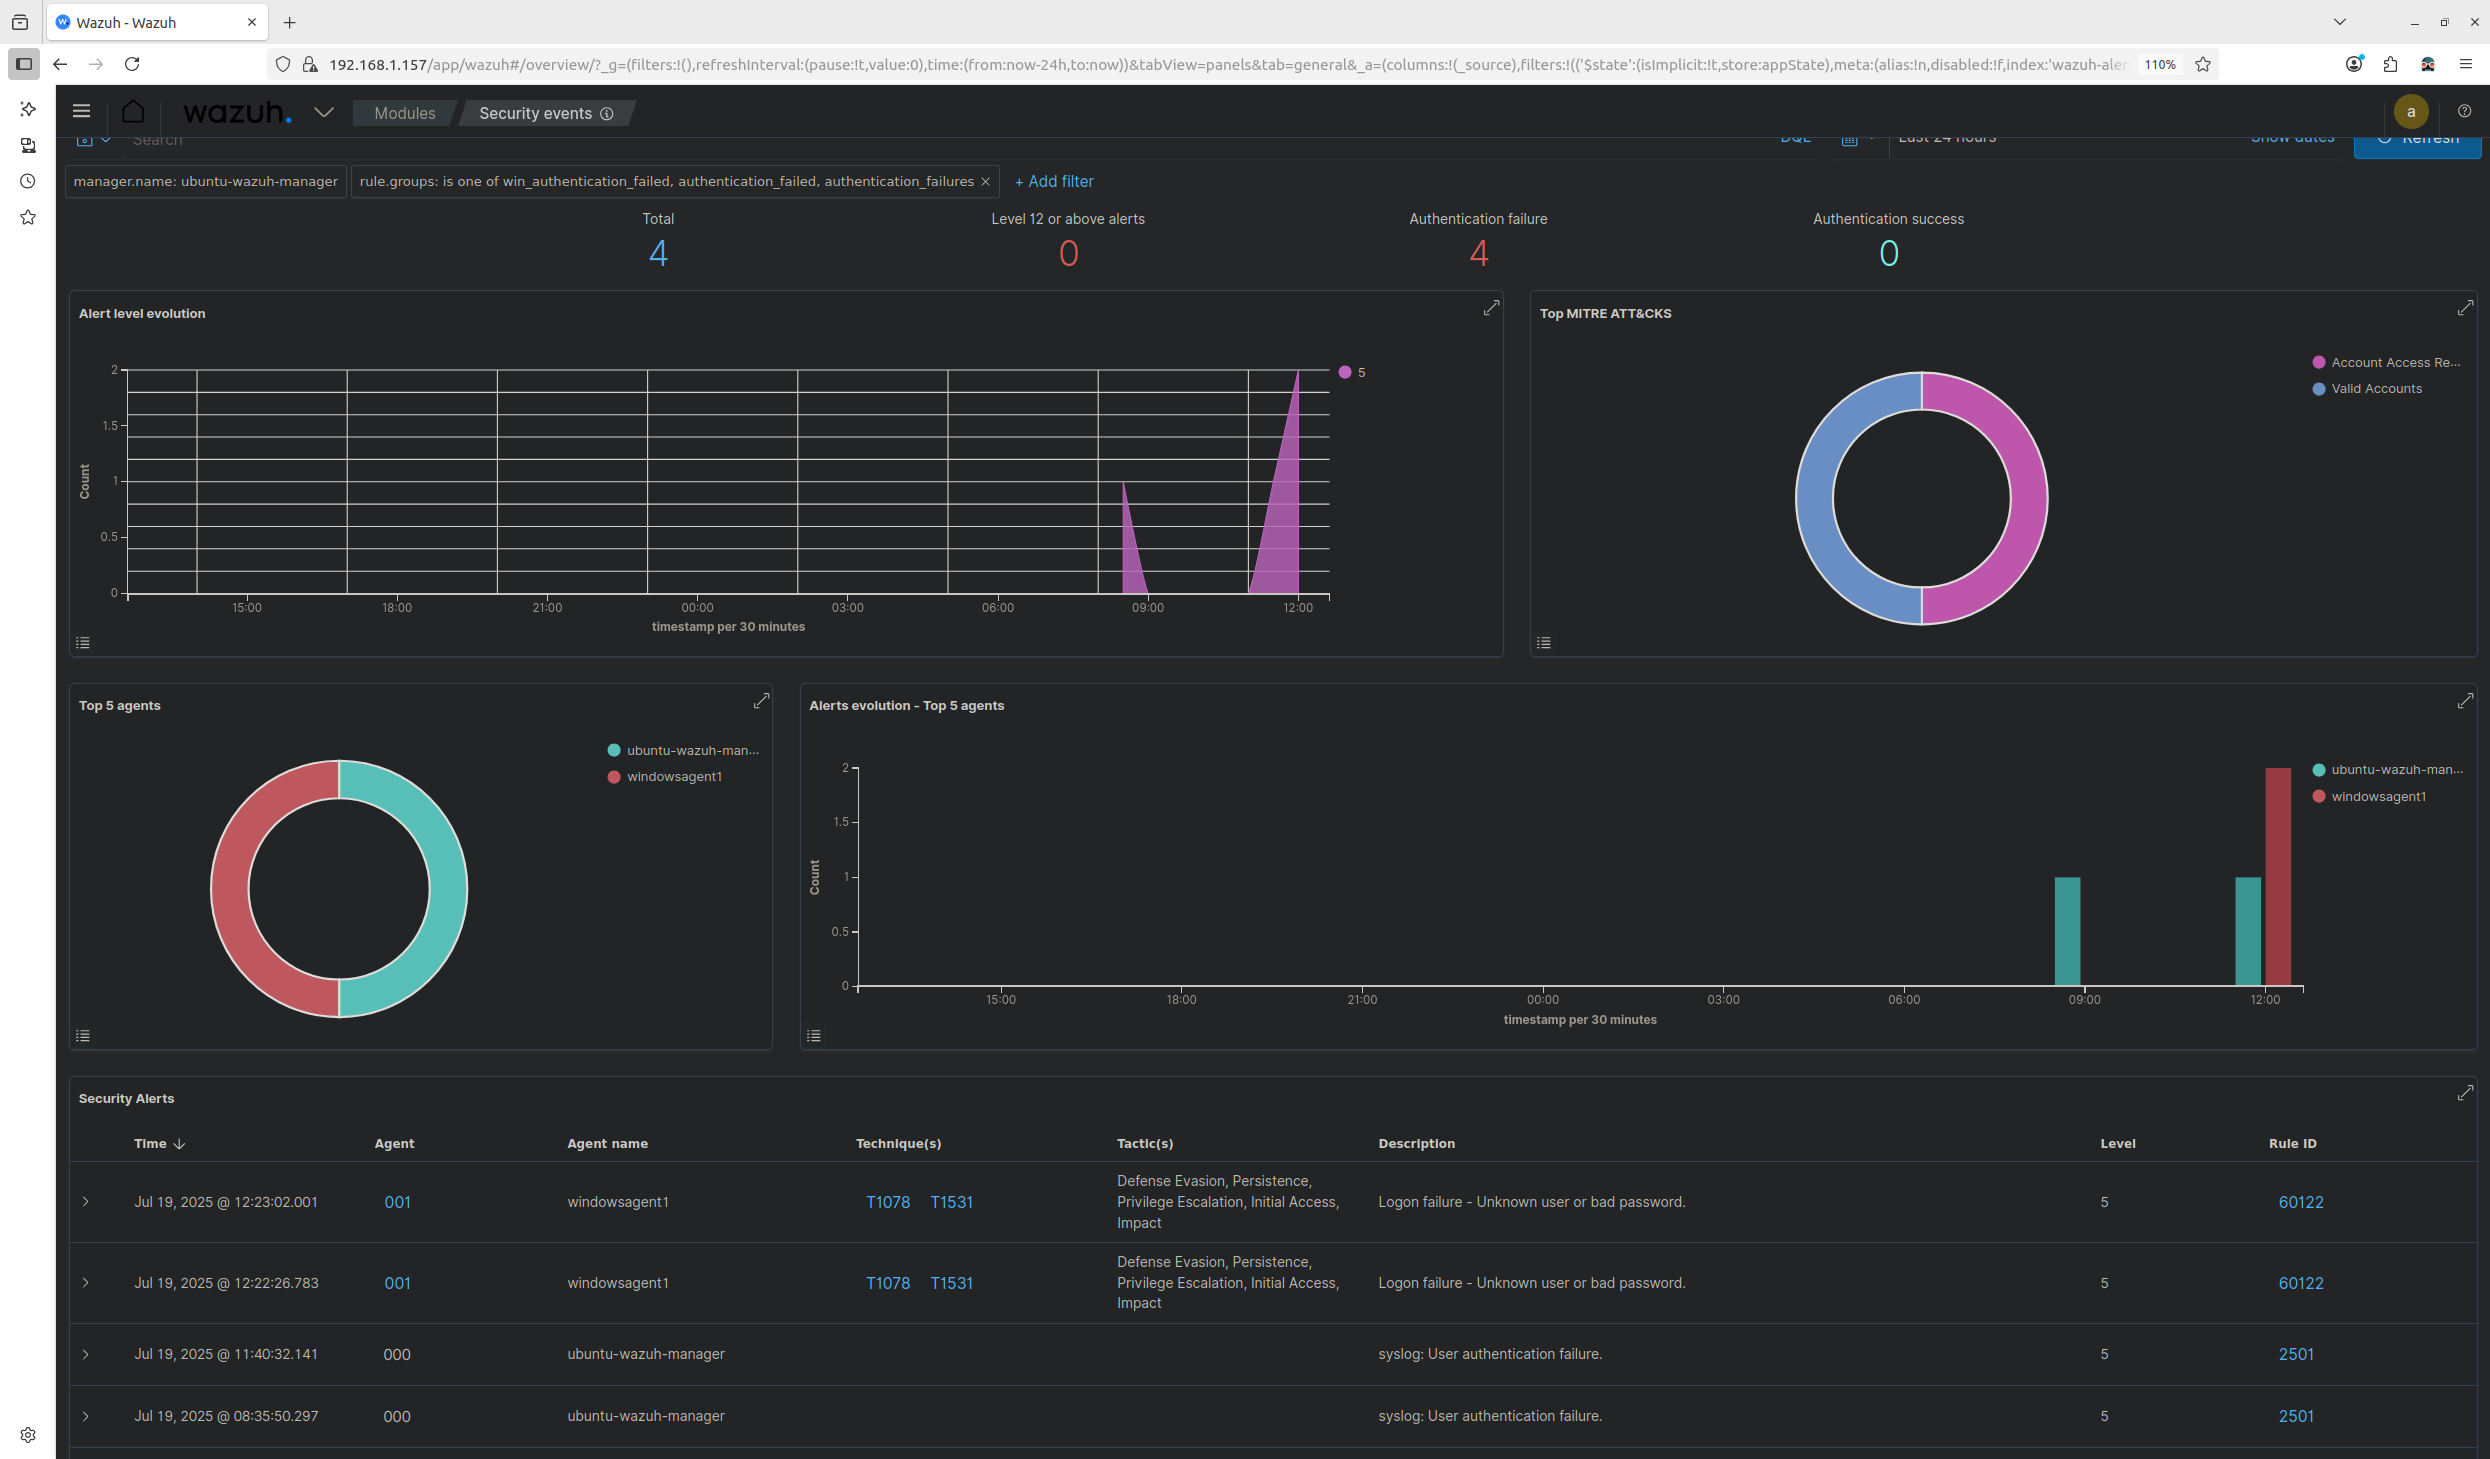 Wazuh - Wazuh
192.168.1.157/app/wazuh#/overview/?_g=(filters:!(),refreshInterval:(pause:!t,value:0),time:(from:now-24h,to:now))&tabView=panels&tab=general&_a=(columns:!(_source),filters:!(('$state':(isImplicit:!t,store:appState),meta:(alias:!n,disabled:!f,index:'wazuh-aler
110%
wazuh.
Modules
Security events
a
Search
DQL
Last 24 hours
Show dates
Refresh
manager.name: ubuntu-wazuh-manager
rule.groups: is one of win_authentication_failed, authentication_failed, authentication_failures
+ Add filter
Total
4
Level 12 or above alerts
0
Authentication failure
4
Authentication success
0
Alert level evolution
2
1.5
1
0.5
0
Count
15:00 18:00 21:00 00:00 03:00 06:00 09:00 12:00
timestamp per 30 minutes
5
Top MITRE ATT&CKS
Account Access Re...
Valid Accounts
Top 5 agents
ubuntu-wazuh-man...
windowsagent1
Alerts evolution - Top 5 agents
2
1.5
1
0.5
0
Count
15:00 18:00 21:00 00:00 03:00 06:00 09:00 12:00
timestamp per 30 minutes
ubuntu-wazuh-man...
windowsagent1
Security Alerts
Time Agent Agent name Technique(s) Tactic(s) Description Level Rule ID
Jul 19, 2025 @ 12:23:02.001 001 windowsagent1 T1078 T1531
Defense Evasion, Persistence,
Privilege Escalation, Initial Access,
Impact
Logon failure - Unknown user or bad password. 5 60122
Jul 19, 2025 @ 12:22:26.783 001 windowsagent1 T1078 T1531
Defense Evasion, Persistence,
Privilege Escalation, Initial Access,
Impact
Logon failure - Unknown user or bad password. 5 60122
Jul 19, 2025 @ 11:40:32.141 000 ubuntu-wazuh-manager syslog: User authentication failure. 5 2501
Jul 19, 2025 @ 08:35:50.297 000 ubuntu-wazuh-manager syslog: User authentication failure. 5 2501